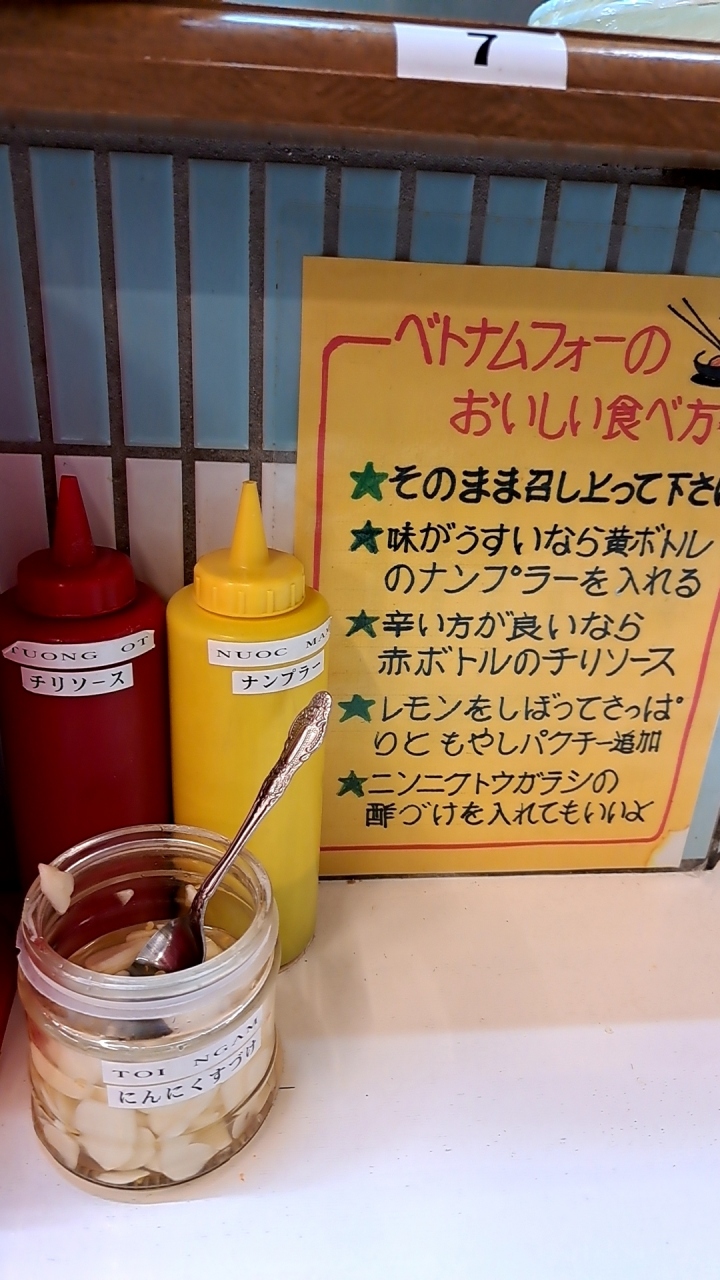 7
ベトナムフォーの
おいしい食べ方
★そのまま召し上って下さ
★味がうすいなら黄ボトル
のナンプラーを入れる
★辛い方が良いなら
赤ボトルのチリソース
★レモンをしぼってさっぱ
りと もやしパクチー追加
★ニンニクトウガラシの
酢づけを入れてもいいよ
TUONG OT
チリソース
NUOC MA
ナンプラー
TOI NGAM
にんにくすづけ